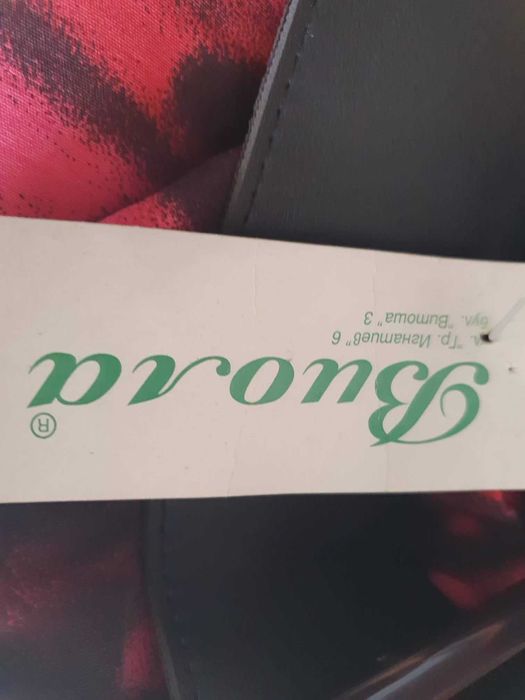 Виола®
"Гр. Игнатиев" 6
бул. "Витоша" 3